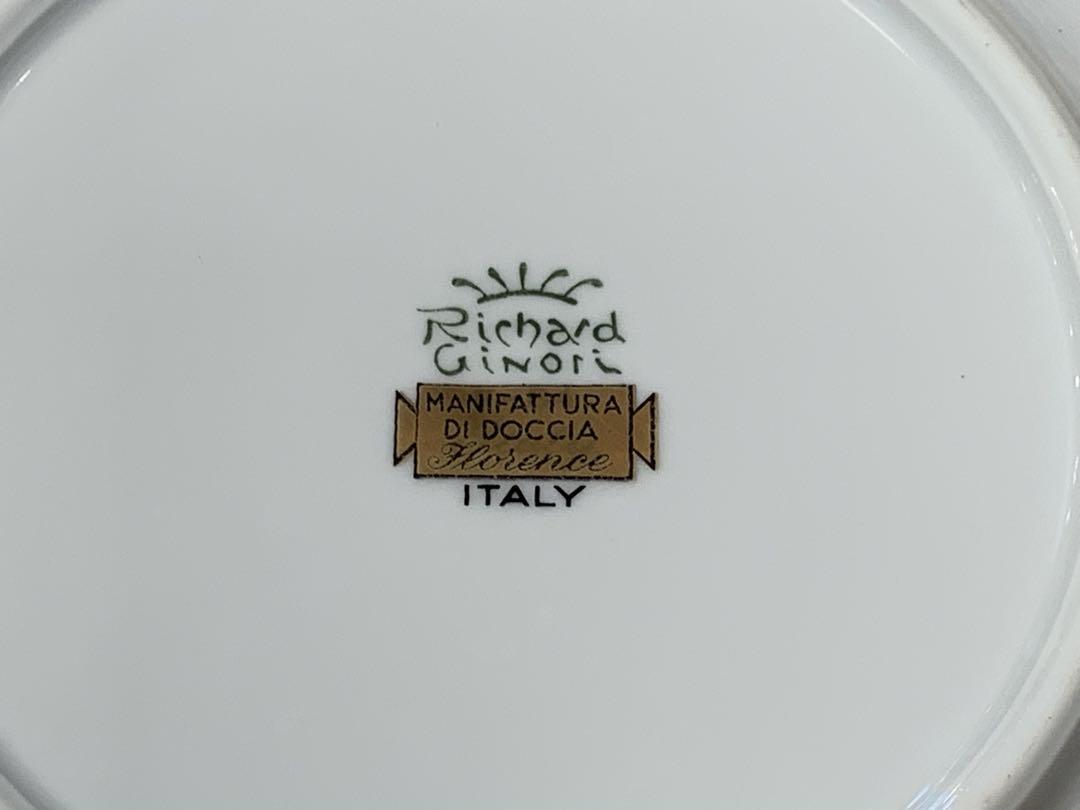 Richard
GiNori
MANIFATTURA
DI DOCCIA
Florence
ITALY